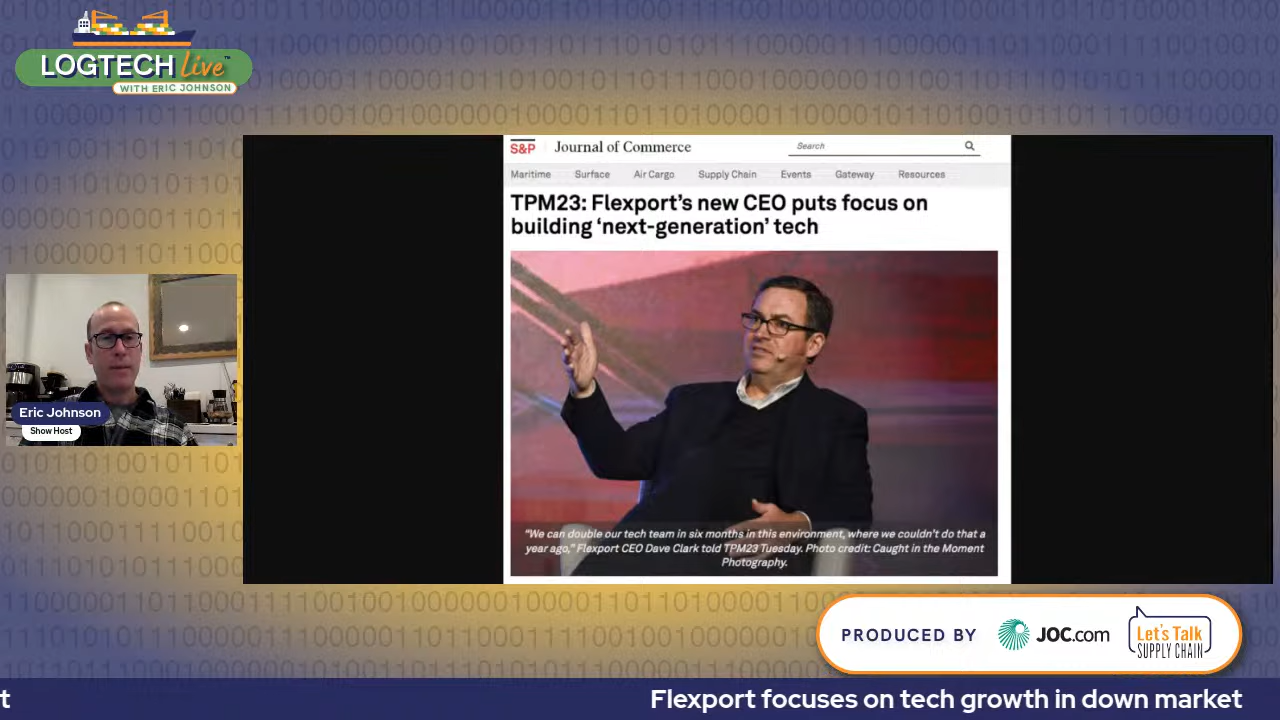 LOGTECH live™
WITH ERIC JOHNSON
S&P
Journal of Commerce
Search
Maritime
Surface
Air Cargo
Supply Chain
Events
Gateway
Resources
TPM23: Flexport's new CEO puts focus on
building ‘next-generation’ tech
"We can double our tech team in six months in this environment, where we couldn't do that a
year ago," Flexport CEO Dave Clark told TPM23 Tuesday. Photo credit: Caught in the Moment
Photography.
Eric Johnson
Show Host
PRODUCED BY
JOC.com
Let's Talk
SUPPLY CHAIN
t
Flexport focuses on tech growth in down market